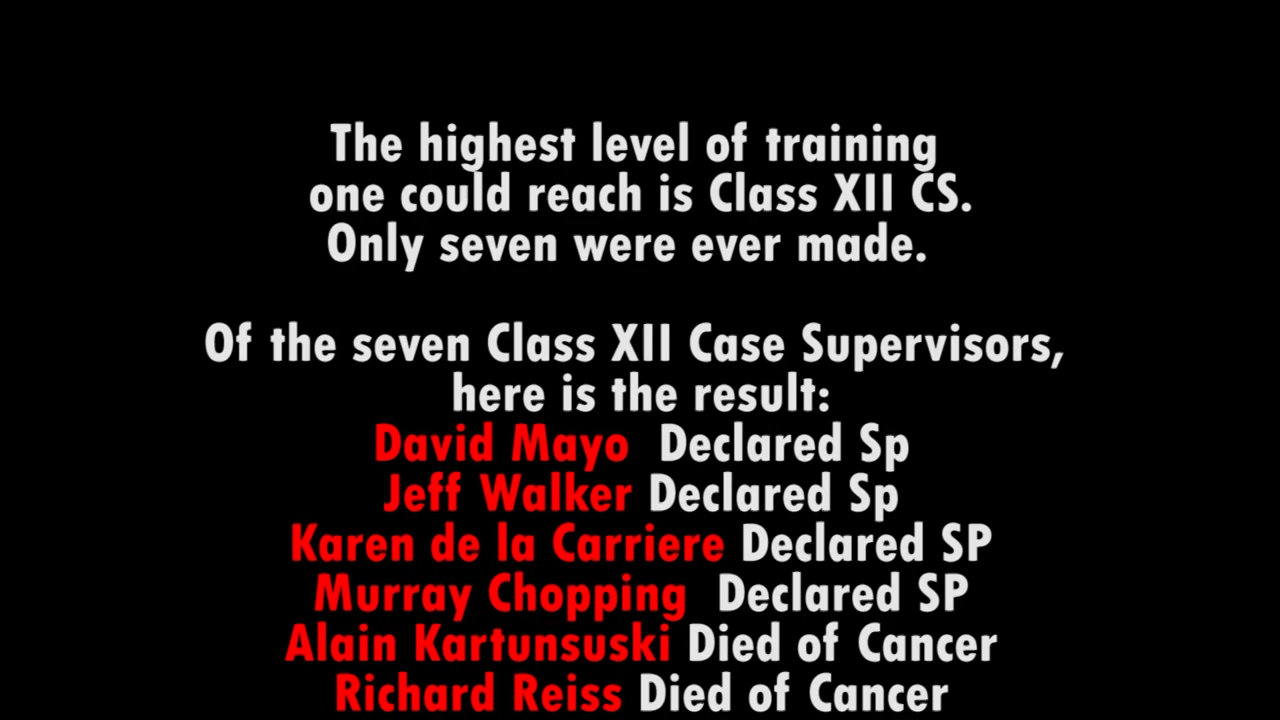 The highest level of training
one could reach is Class XII CS.
Only seven were ever made.
Of the seven Class XII Case Supervisors,
here is the result:
David Mayo Declared Sp
Jeff Walker Declared Sp
Karen de la Carriere Declared SP
Murray Chopping Declared SP
Alain Kartunsuski Died of Cancer
Richard Reiss Died of Cancer